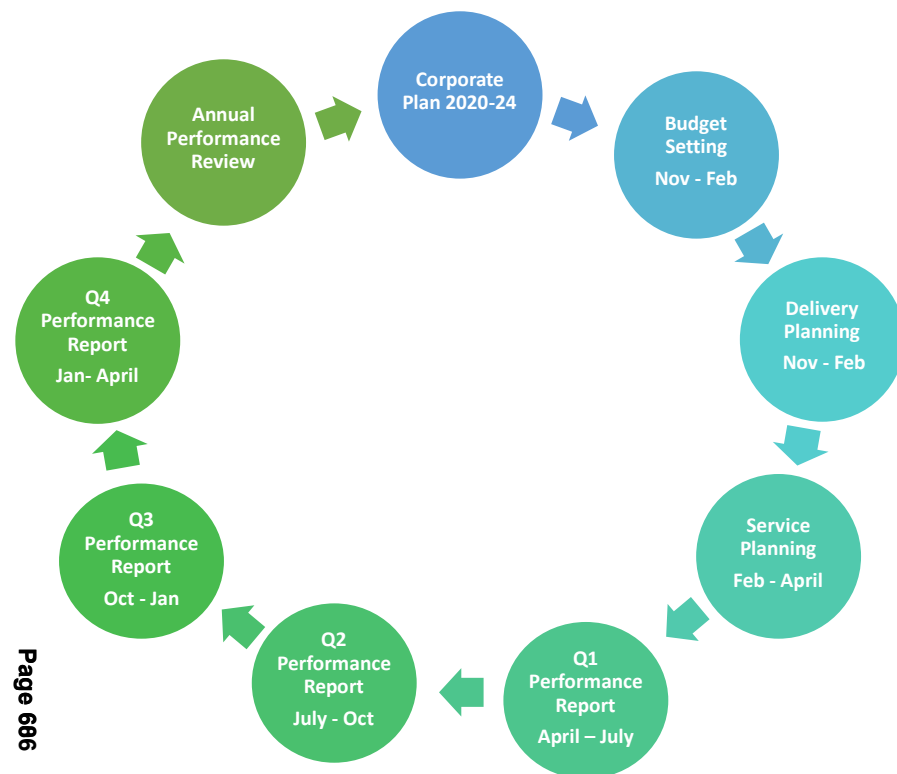 Corporate
Plan 2020-24
Budget
Setting
Nov - Feb
Delivery
Planning
Nov - Feb
Service
Planning
Feb - April
Q1
Performance
Report
April – July
Q2
Performance
Report
July - Oct
Q3
Performance
Report
Oct - Jan
Q4
Performance
Report
Jan- April
Annual
Performance
Review
Page 606